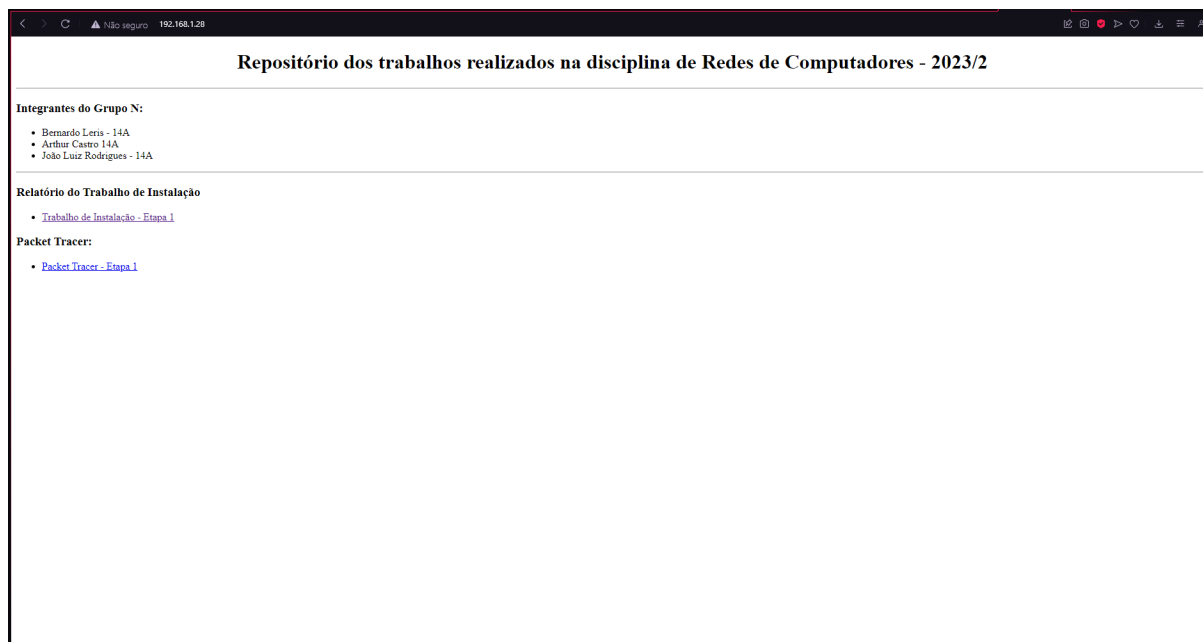 Não seguro 192.168.1.28
Repositório dos trabalhos realizados na disciplina de Redes de Computadores - 2023/2
Integrantes do Grupo N:
Bernardo Leris - 14A
Arthur Castro 14A
João Luiz Rodrigues - 14A
Relatório do Trabalho de Instalação
Trabalho de Instalação - Etapa 1
Packet Tracer:
Packet Tracer - Etapa 1